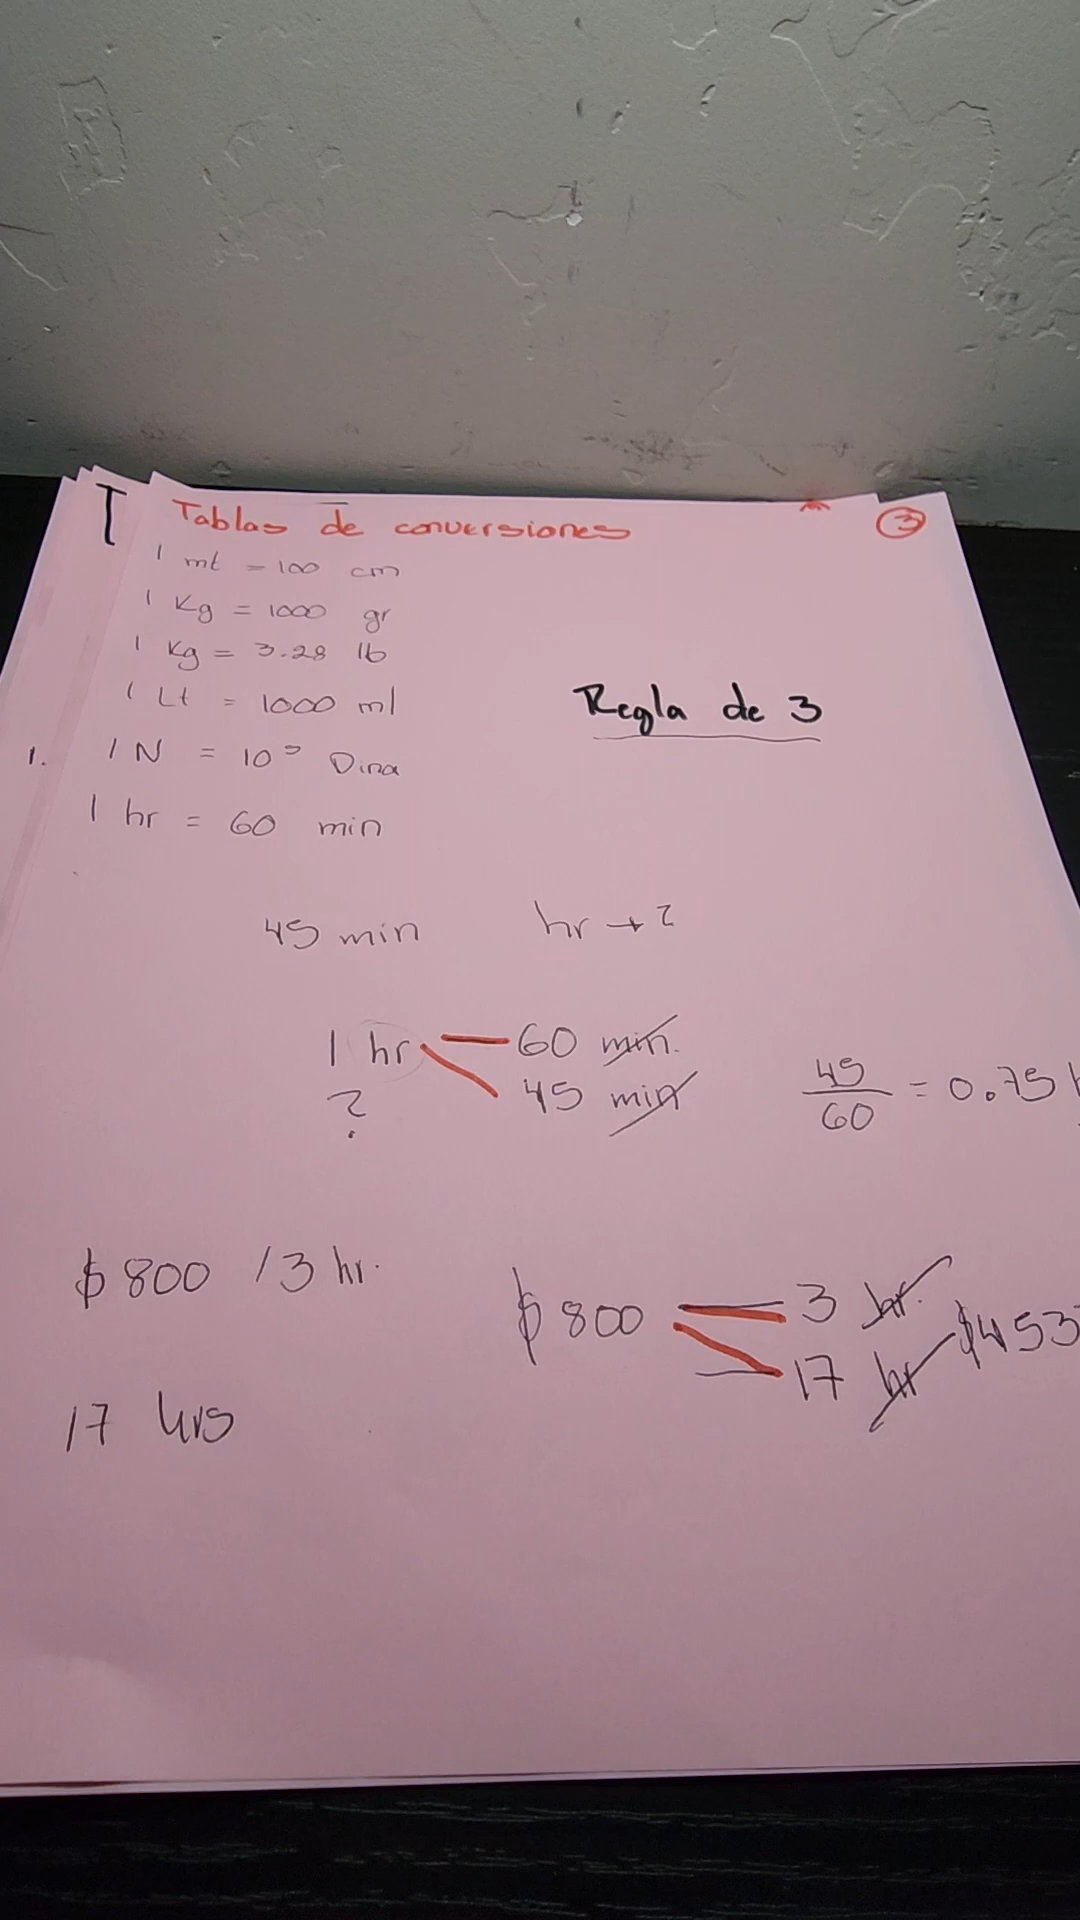 Tablas de conversiones
3
1 mt = 100 cm
1 Kg = 1000 gr
1 Kg = 3.28 lb
1 Lt = 1000 ml
Regla de 3
1. 1 N = 10⁵ Dina
1 hr = 60 min
45 min hr → ?
1 hr 60 min.
? 45 min
45/60 = 0.75 h
$ 800 / 3 hr.
$ 800 3 hr.
17 hr $453
17 hrs